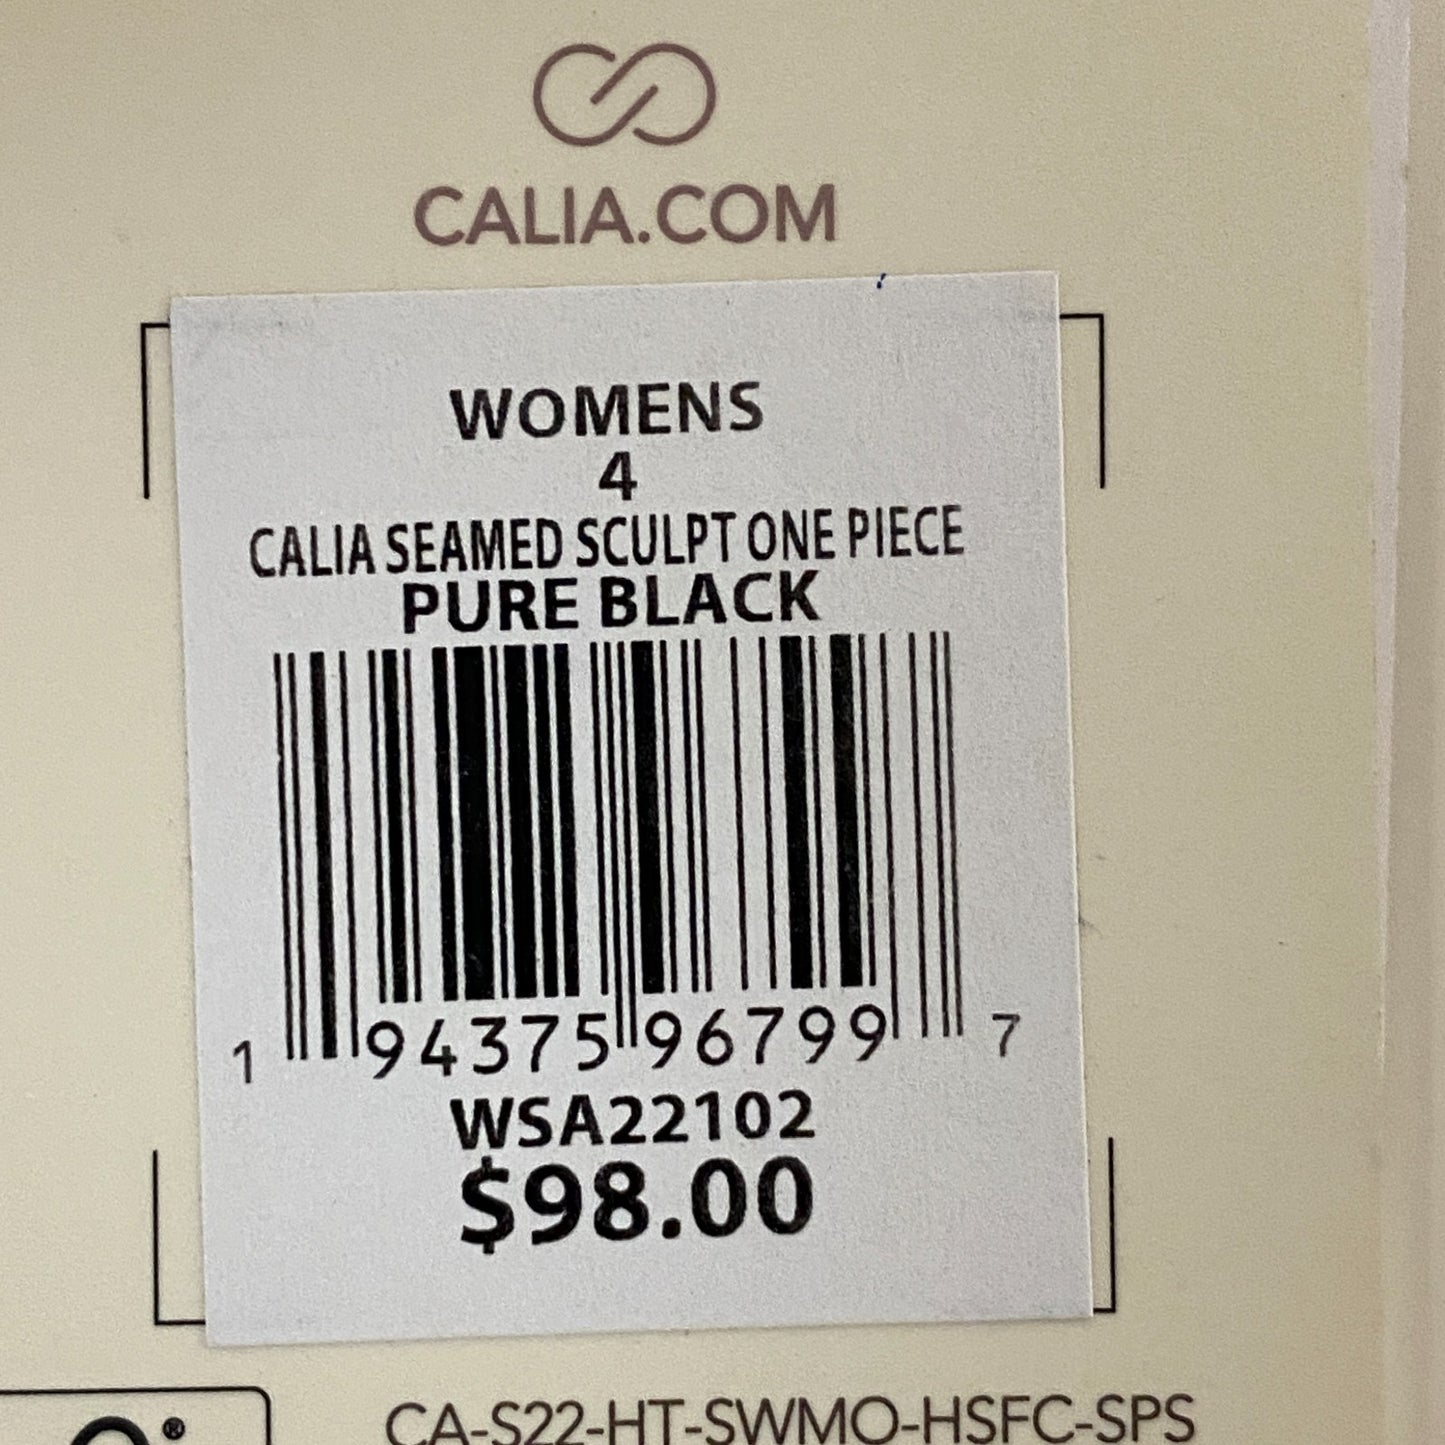 CALIA.COM
WOMENS
4
CALIA SEAMED SCULPT ONE PIECE
PURE BLACK
1 94375 96799 7
WSA22102
$98.00
®
CA-S22-HT-SWMO-HSFC-SPS